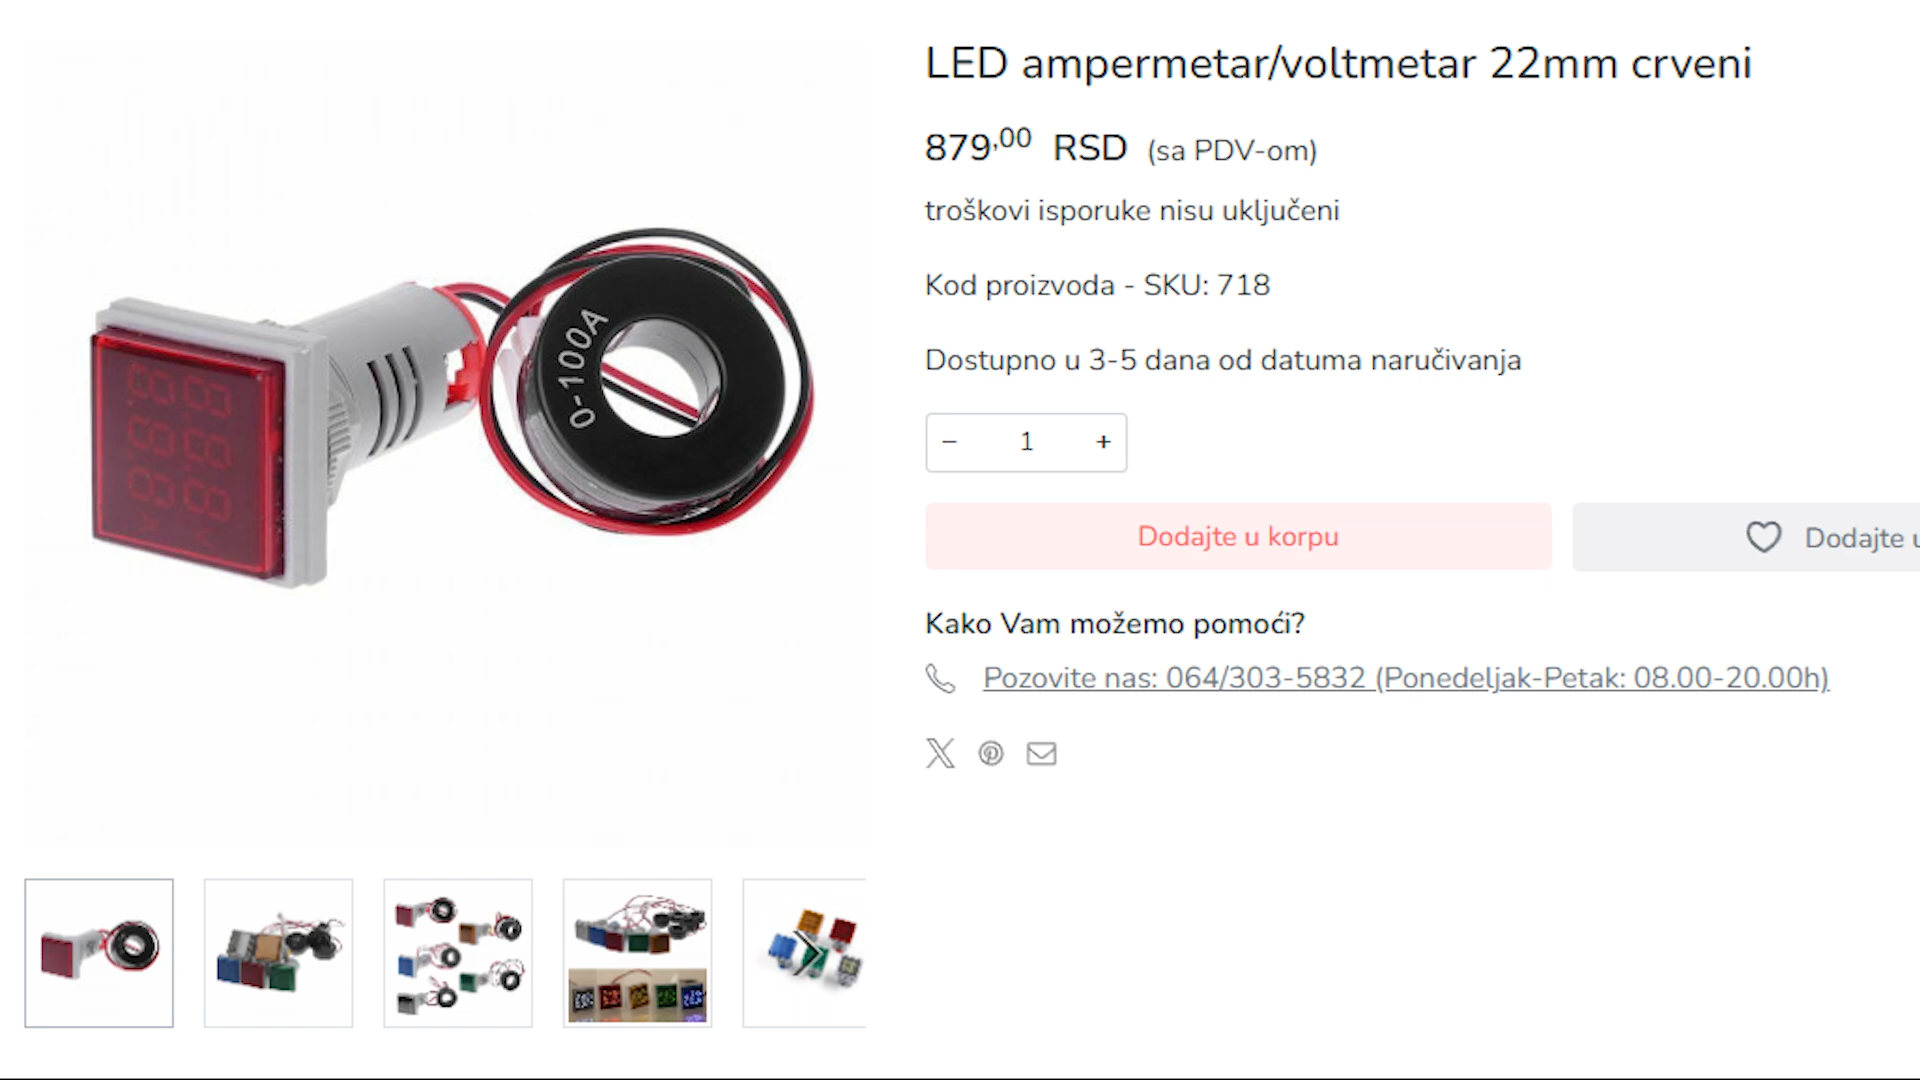 LED ampermetar/voltmetar 22mm crveni
879,00 RSD (sa PDV-om)
troškovi isporuke nisu uključeni
Kod proizvoda - SKU: 718
Dostupno u 3-5 dana od datuma naručivanja
− 1 +
Dodajte u korpu
Dodajte u
Kako Vam možemo pomoći?
Pozovite nas: 064/303-5832 (Ponedeljak-Petak: 08.00-20.00h)
0-100A